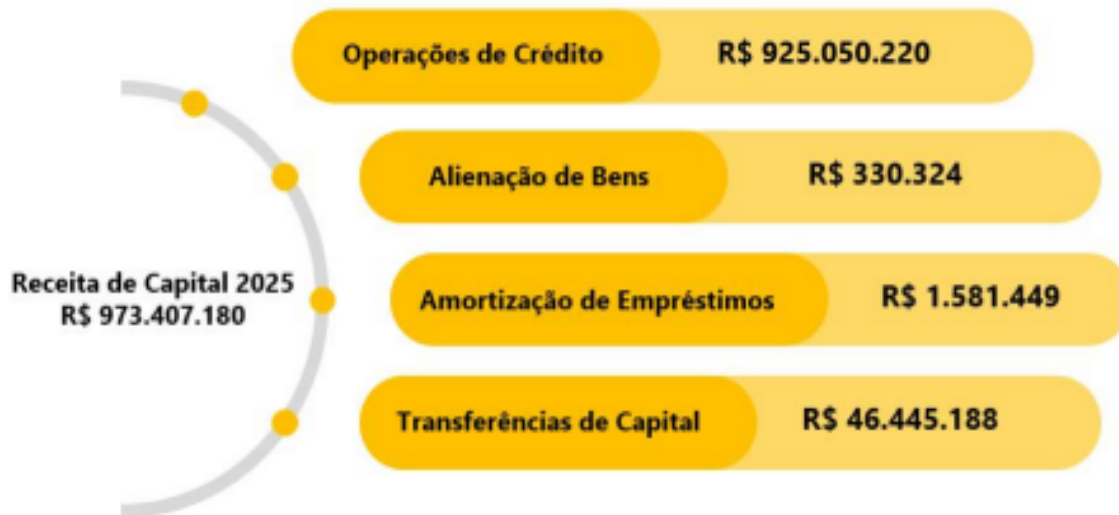 Operações de Crédito R$ 925.050.220
Alienação de Bens R$ 330.324
Receita de Capital 2025
R$ 973.407.180
Amortização de Empréstimos R$ 1.581.449
Transferências de Capital R$ 46.445.188